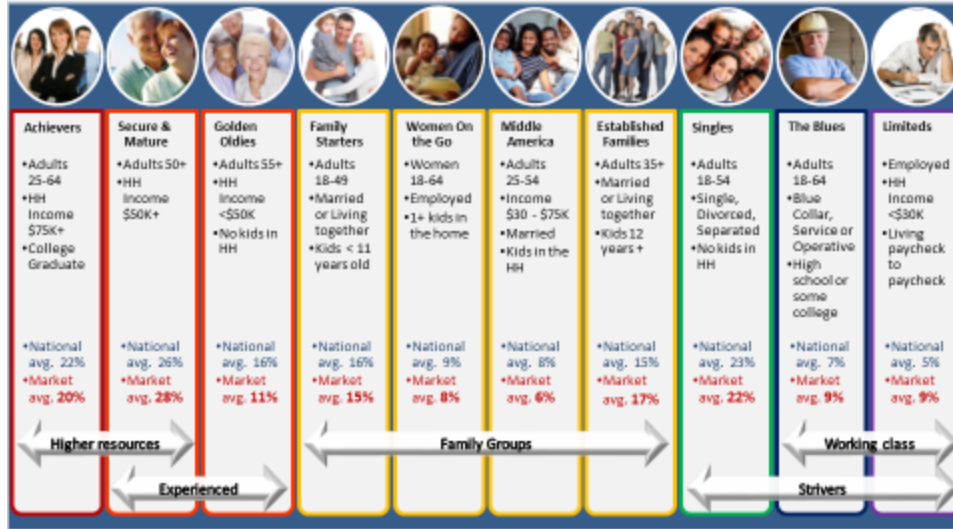 Achievers
•Adults
25-64
•HH
Income
$75K+
•College
Graduate
•National
avg. 22%
•Market
avg. 20%
Secure &
Mature
•Adults 50+
•HH
Income
$50K+
•National
avg. 26%
•Market
avg. 28%
Golden
Oldies
•Adults 55+
•HH
Income
<$50K
•No kids in
HH
•National
avg. 16%
•Market
avg. 11%
Family
Starters
•Adults
18-49
•Married
or Living
together
•Kids < 11
years old
•National
avg. 16%
•Market
avg. 15%
Women On
the Go
•Women
18-64
•Employed
•1+ kids in
the home
•National
avg. 9%
•Market
avg. 8%
Middle
America
•Adults
25-54
•Income
$30 - $75K
•Married
•Kids in the
HH
•National
avg. 8%
•Market
avg. 6%
Established
Families
•Adults 35+
•Married
or Living
together
•Kids 12
years +
•National
avg. 15%
•Market
avg. 17%
Singles
•Adults
18-54
•Single,
Divorced,
Separated
•No kids in
HH
•National
avg. 23%
•Market
avg. 22%
The Blues
•Adults
18-64
•Blue
Collar,
Service or
Operative
•High
school or
some
college
•National
avg. 7%
•Market
avg. 9%
Limiteds
•Employed
•HH
Income
<$30K
•Living
paycheck
to
paycheck
•National
avg. 5%
•Market
avg. 9%
Higher resources
Family Groups
Working class
Experienced
Strivers